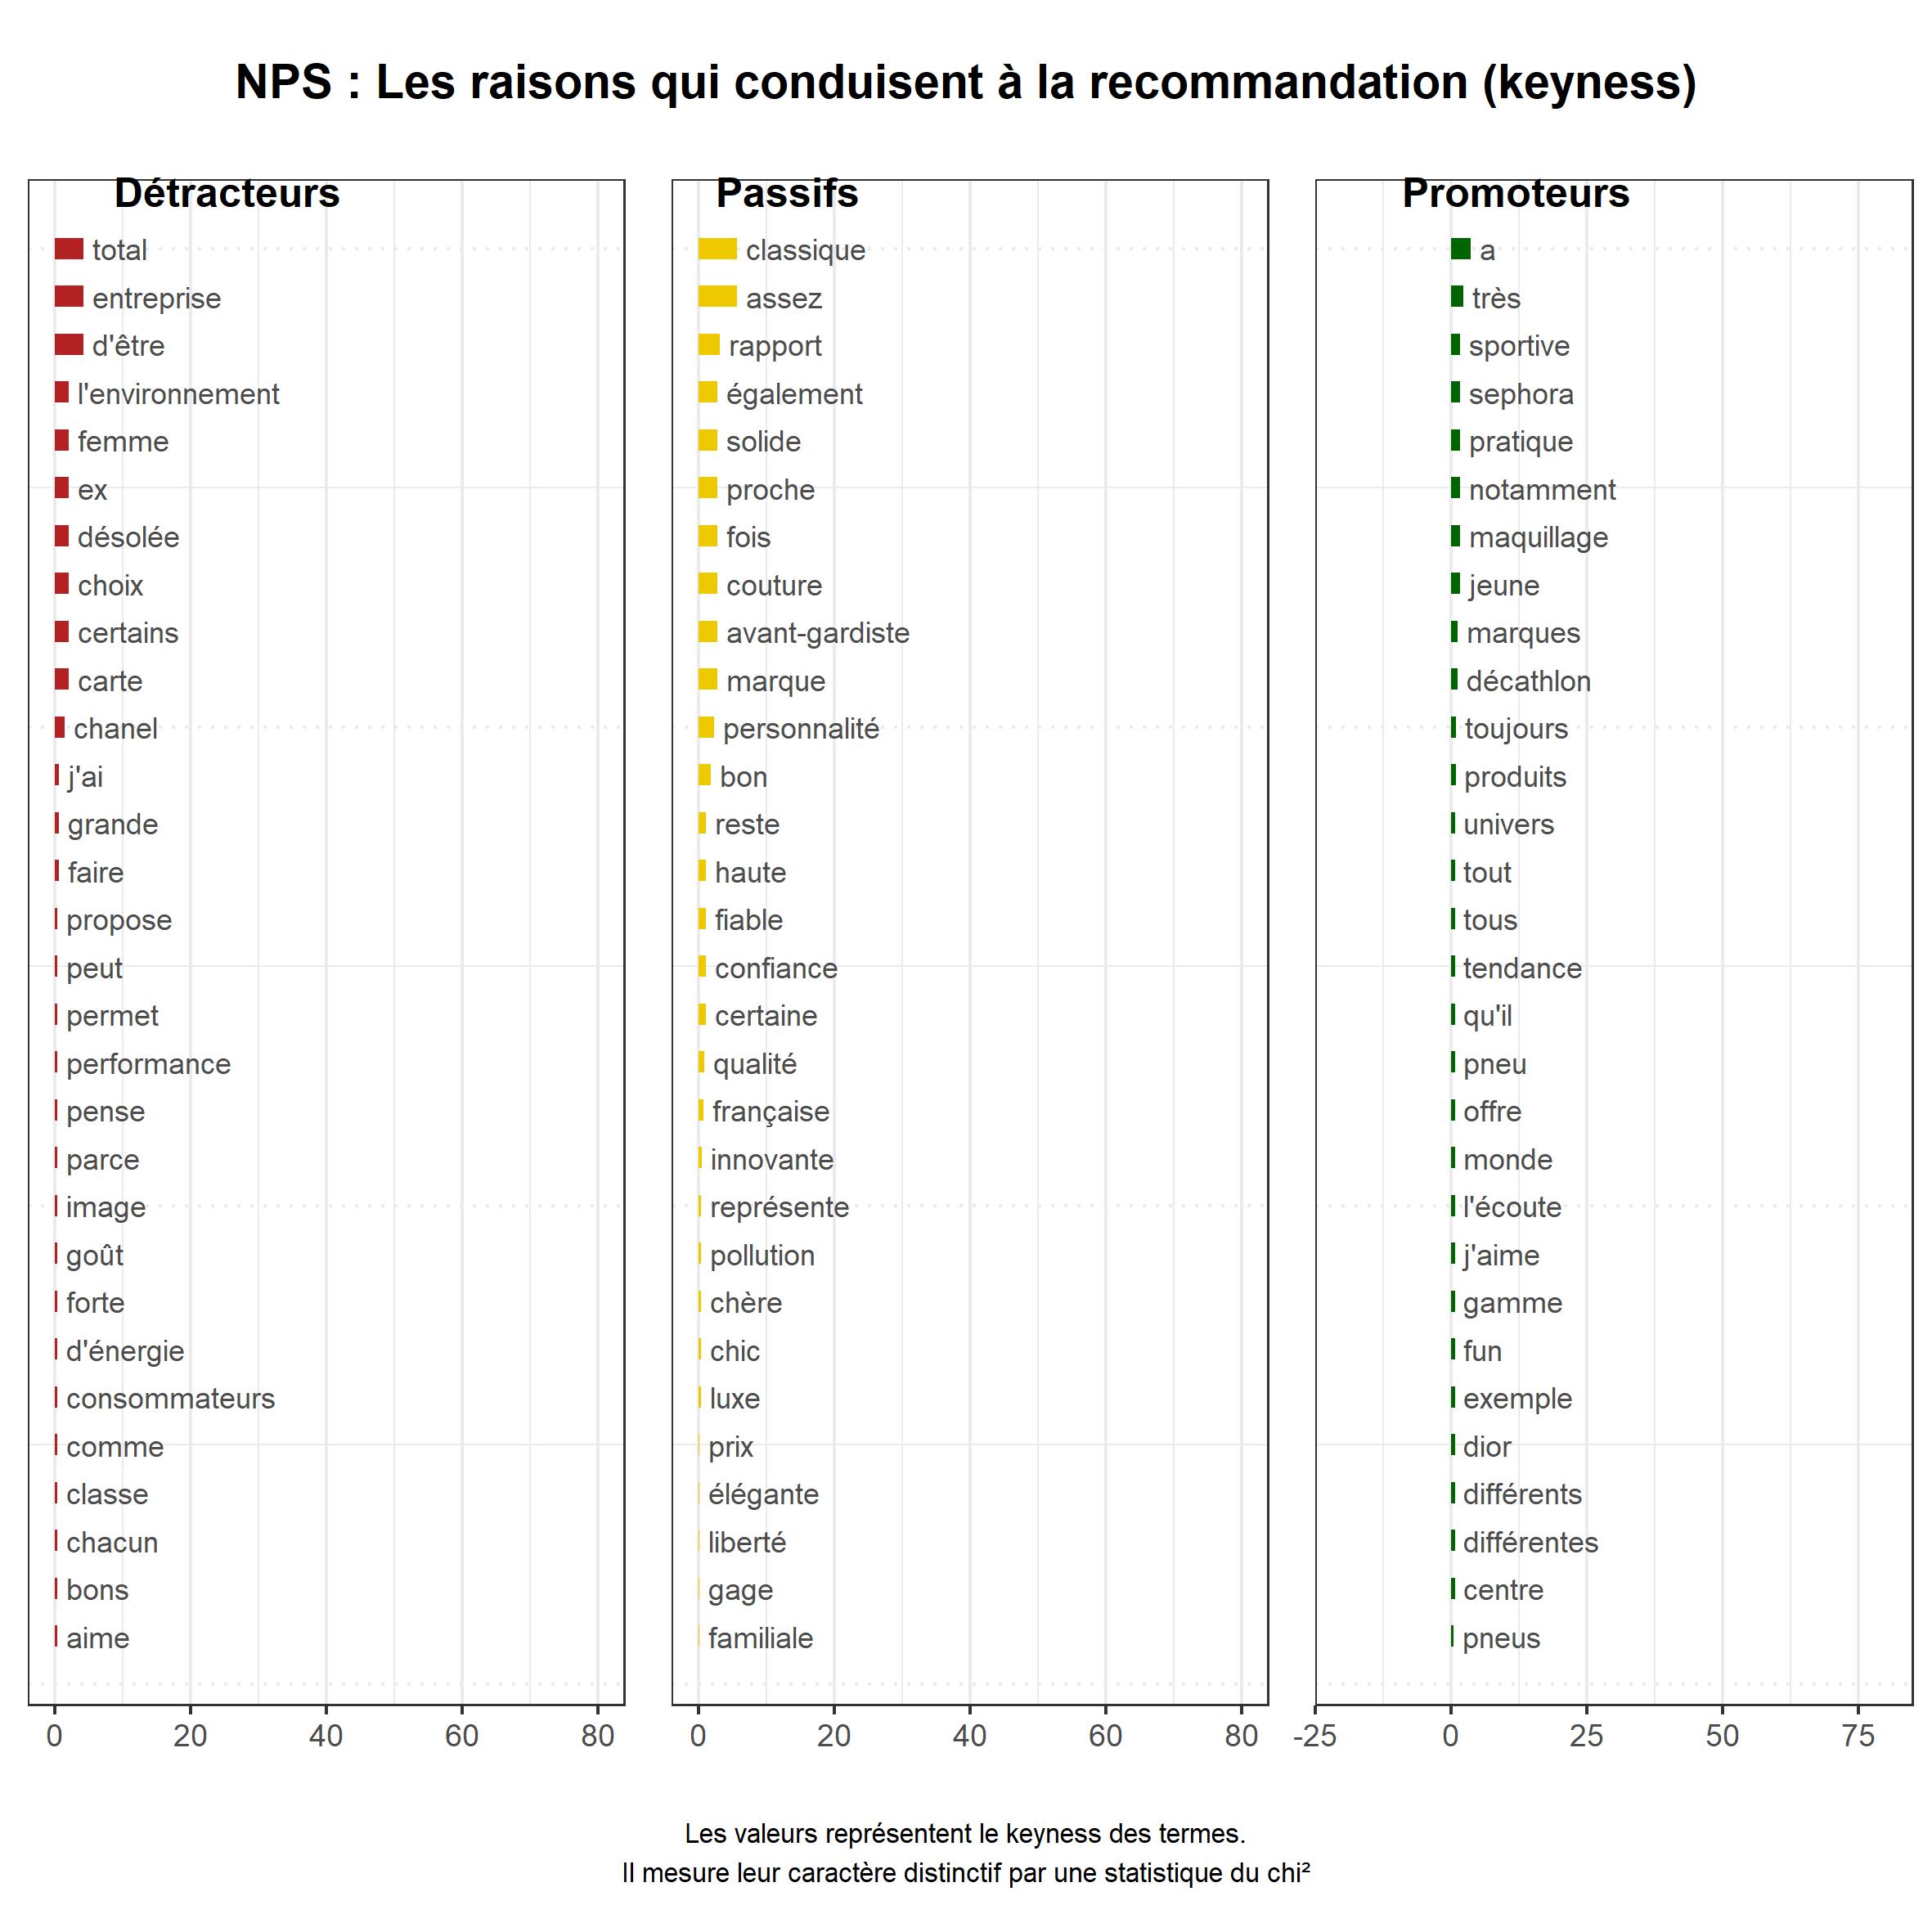 NPS : Les raisons qui conduisent à la recommandation (keyness)
Détracteurs
total
entreprise
d'être
l'environnement
femme
ex
désolée
choix
certains
carte
chanel
j'ai
grande
faire
propose
peut
permet
performance
pense
parce
image
goût
forte
d'énergie
consommateurs
comme
classe
chacun
bons
aime
0 20 40 60 80
Passifs
classique
assez
rapport
également
solide
proche
fois
couture
avant-gardiste
marque
personnalité
bon
reste
haute
fiable
confiance
certaine
qualité
française
innovante
représente
pollution
chère
chic
luxe
prix
élégante
liberté
gage
familiale
0 20 40 60 80
Promoteurs
a
très
sportive
sephora
pratique
notamment
maquillage
jeune
marques
décathlon
toujours
produits
univers
tout
tous
tendance
qu'il
pneu
offre
monde
l'écoute
j'aime
gamme
fun
exemple
dior
différents
différentes
centre
pneus
-25 0 25 50 75
Les valeurs représentent le keyness des termes.
Il mesure leur caractère distinctif par une statistique du chi²